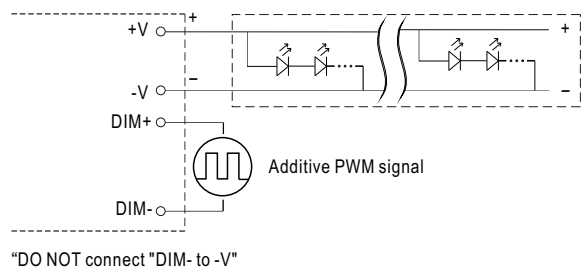 +V
+
+
-V
−
−
DIM+
Additive PWM signal
DIM-
“DO NOT connect "DIM- to -V"